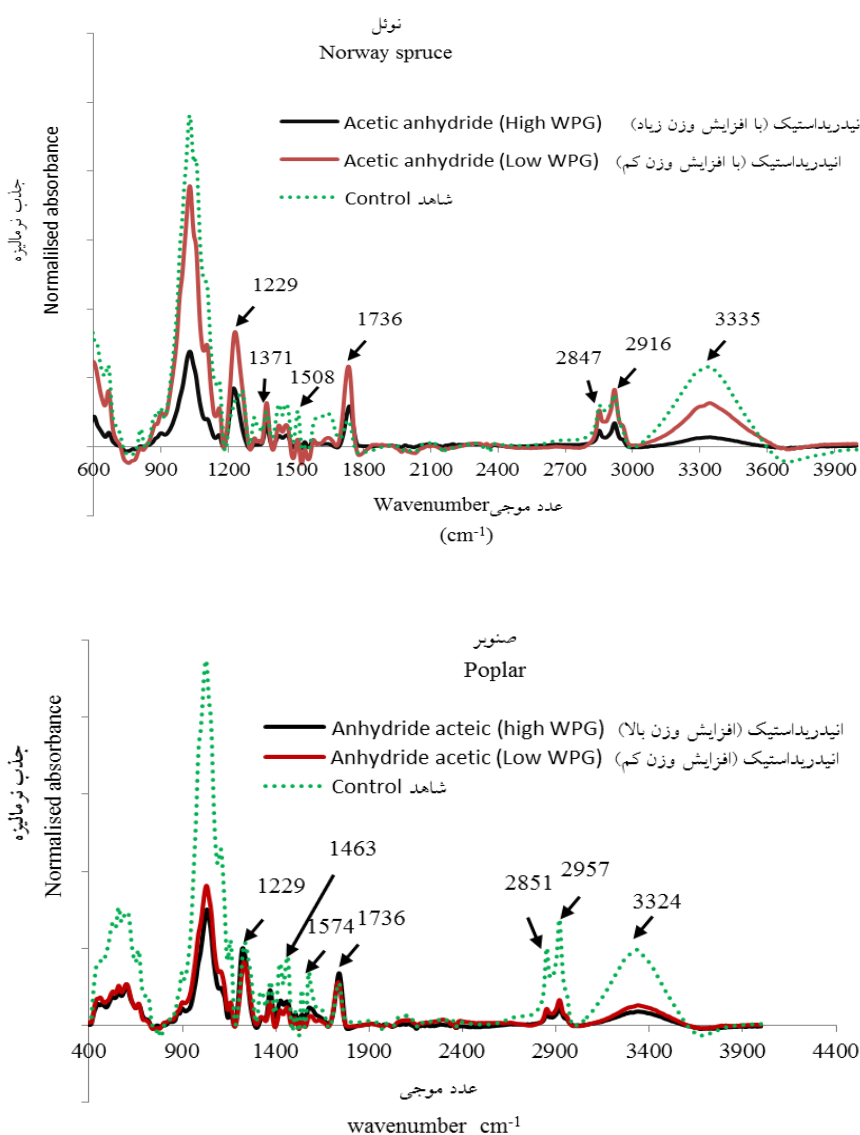 نوئل
Norway spruce
Acetic anhydride (High WPG) نیدریداستیک (با افزایش وزن زیاد)
Acetic anhydride (Low WPG) انیدریداستیک (با افزایش وزن کم)
Control شاهد
جذب نرمالیزه
Normalilsed absorbance
1229
1736
3335
2916
2847
1371
1508
600 900 1200 1500 1800 2100 2400 2700 3000 3300 3600 3900
Wavenumber عدد موجی
(cm-1)
صنوبر
Poplar
Anhydride acteic (high WPG) انیدریداستیک (افزایش وزن بالا)
Anhydride acetic (Low WPG) انیدریداستیک (افزایش وزن کم)
Control شاهد
جذب نرمالیزه
Normalised absorbance
1463
1229
1574
1736
2851
2957
3324
400 900 1400 1900 2400 2900 3400 3900 4400
عدد موجی
wavenumber cm-1